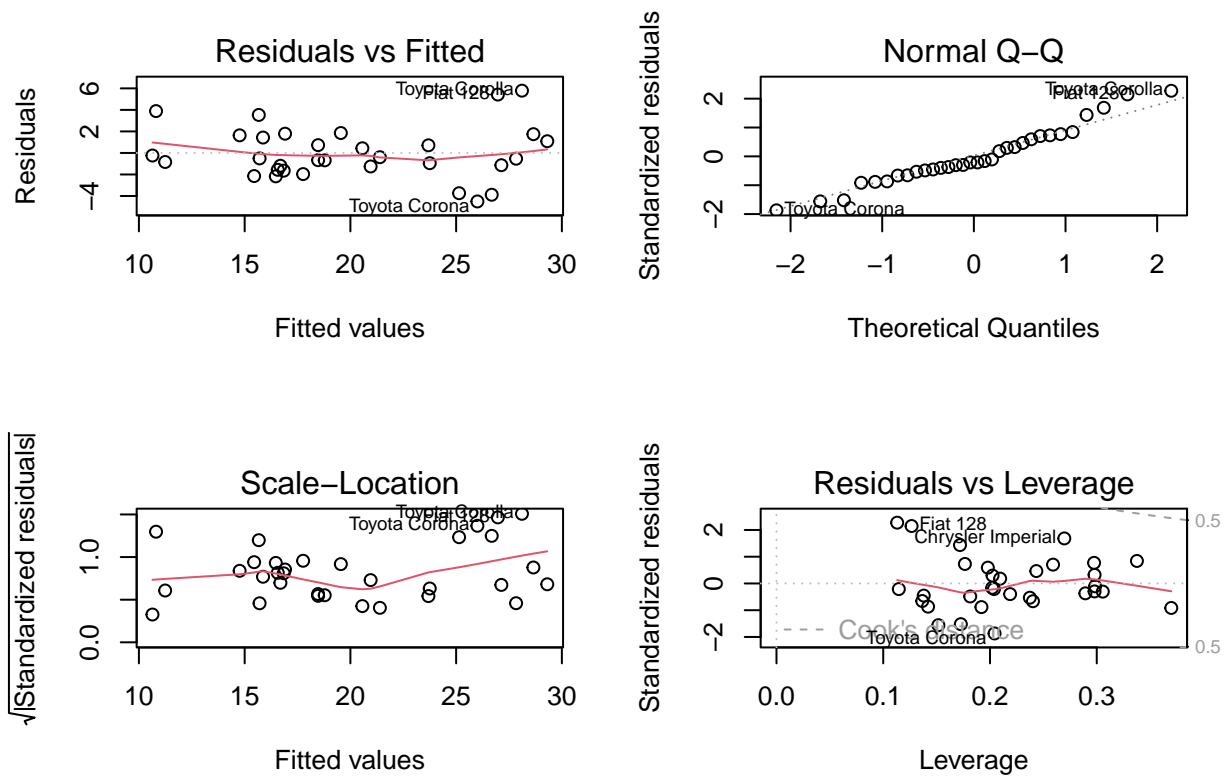 Residuals vs Fitted
Residuals
6
2
−4
Toyota Corolla
Fiat 128
Toyota Corona
10 15 20 25 30
Fitted values
Normal Q−Q
Standardized residuals
2
0
−2
Toyota Corolla
Fiat 128
Toyota Corona
−2 −1 0 1 2
Theoretical Quantiles
Scale−Location
√|Standardized residuals|
1.0
0.0
Toyota Corolla
Fiat 128
Toyota Corona
10 15 20 25 30
Fitted values
Residuals vs Leverage
Standardized residuals
2
0
−2
Fiat 128
Chrysler Imperial
Toyota Corona
Cook's distance
0.5
0.5
0.0 0.1 0.2 0.3
Leverage